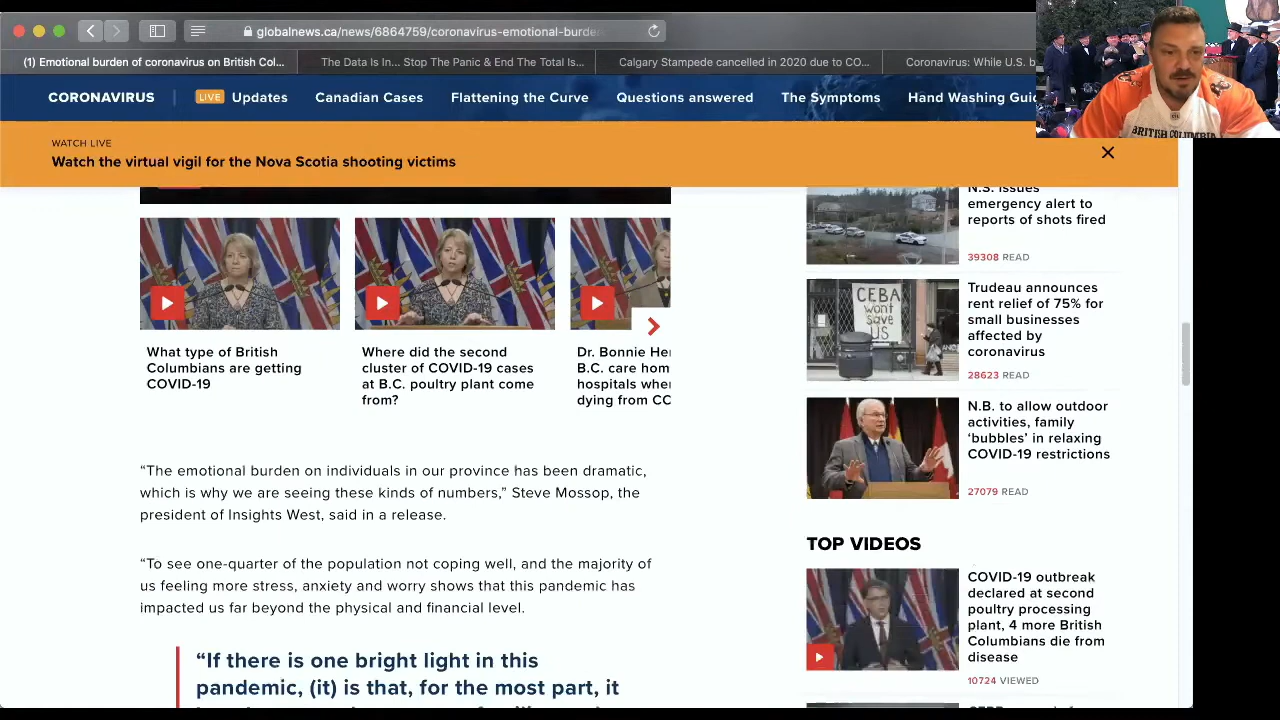 globalnews.ca/news/6864759/coronavirus-emotional-burde
(1) Emotional burden of coronavirus on British Col...
The Data Is In... Stop The Panic & End The Total Is...
Calgary Stampede cancelled in 2020 due to CO...
Coronavirus: While U.S. b
CORONAVIRUS
LIVE Updates
Canadian Cases
Flattening the Curve
Questions answered
The Symptoms
Hand Washing Guid
BRITISH COLUMBIA
WATCH LIVE
Watch the virtual vigil for the Nova Scotia shooting victims
What type of British
Columbians are getting
COVID-19
Where did the second
cluster of COVID-19 cases
at B.C. poultry plant come
from?
Dr. Bonnie He
B.C. care hom
hospitals whe
dying from CO
“The emotional burden on individuals in our province has been dramatic,
which is why we are seeing these kinds of numbers,” Steve Mossop, the
president of Insights West, said in a release.
“To see one-quarter of the population not coping well, and the majority of
us feeling more stress, anxiety and worry shows that this pandemic has
impacted us far beyond the physical and financial level.
“If there is one bright light in this
pandemic, (it) is that, for the most part, it
N.S. issues
emergency alert to
reports of shots fired
39308 READ
CEBA
wont
save
US
Trudeau announces
rent relief of 75% for
small businesses
affected by
coronavirus
28623 READ
N.B. to allow outdoor
activities, family
‘bubbles’ in relaxing
COVID-19 restrictions
27079 READ
TOP VIDEOS
COVID-19 outbreak
declared at second
poultry processing
plant, 4 more British
Columbians die from
disease
10724 VIEWED